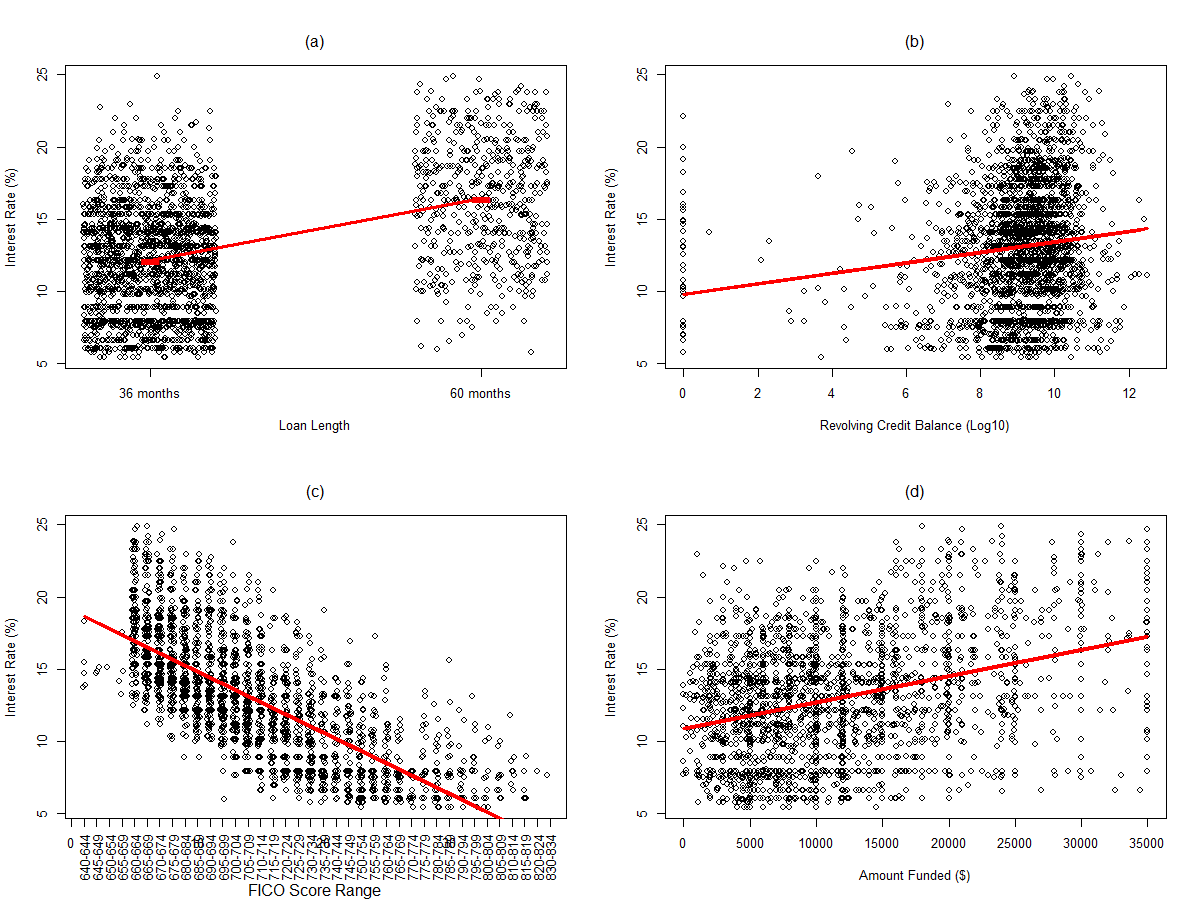 (a)
Interest Rate (%)
5 10 15 20 25
36 months 60 months
Loan Length
(b)
Interest Rate (%)
5 10 15 20 25
0 2 4 6 8 10 12
Revolving Credit Balance (Log10)
(c)
Interest Rate (%)
5 10 15 20 25
0
640-644
645-649
650-654
655-659
660-664
665-669
670-674
675-679
680-684
685-689
690-694
695-699
700-704
705-709
710-714
715-719
720-724
725-729
730-734
735-739
740-744
745-749
750-754
755-759
760-764
765-769
770-774
775-779
780-784
785-789
790-794
795-799
800-804
805-809
810-814
815-819
820-824
830-834
FICO Score Range
(d)
Interest Rate (%)
5 10 15 20 25
0 5000 10000 15000 20000 25000 30000 35000
Amount Funded ($)